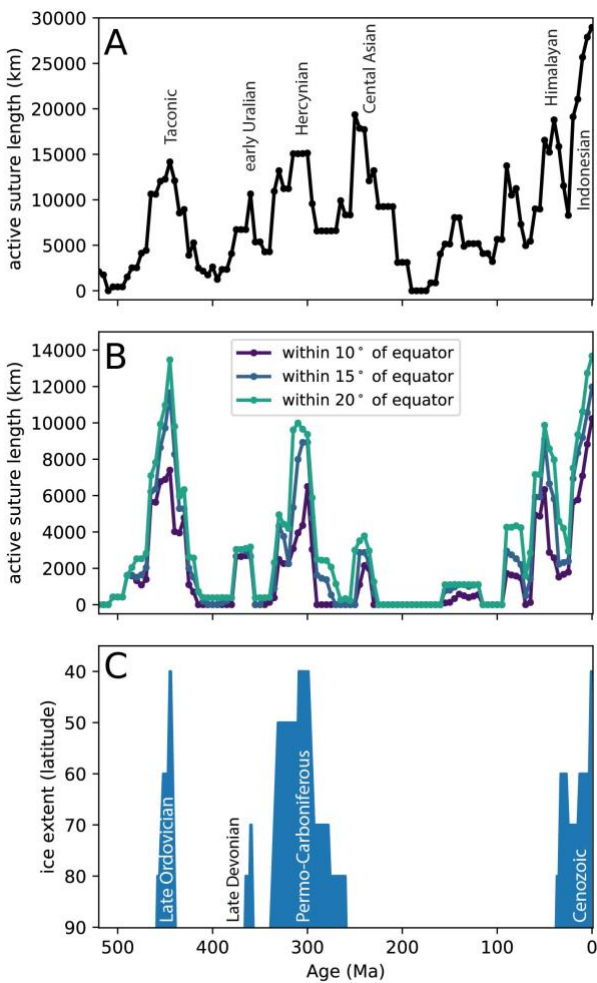 A
active suture length (km)
30000
25000
20000
15000
10000
5000
0
Taconic
early Uralian
Hercynian
Cental Asian
Himalayan
Indonesian
B
active suture length (km)
14000
12000
10000
8000
6000
4000
2000
0
within 10° of equator
within 15° of equator
within 20° of equator
C
ice extent (latitude)
40
50
60
70
80
90
Late Ordovician
Late Devonian
Permo-Carboniferous
Cenozoic
500 400 300 200 100 0
Age (Ma)